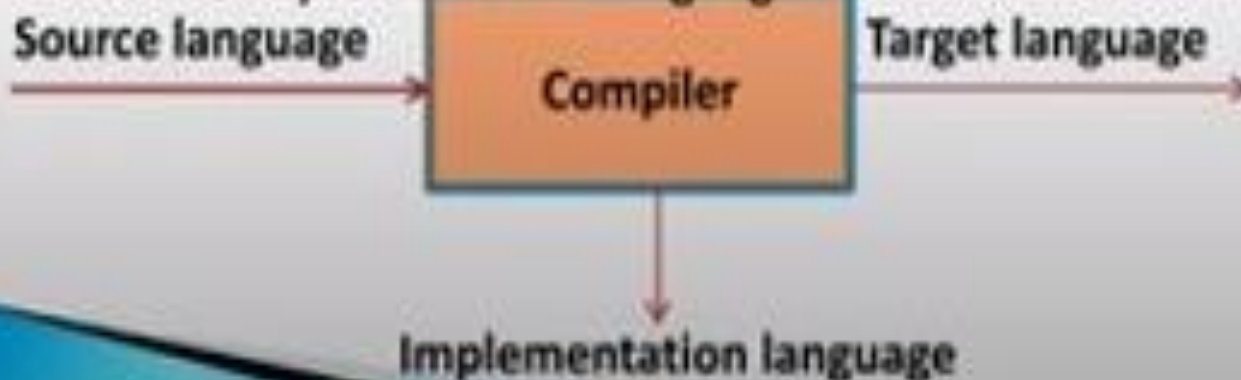 Source language
Target language
Compiler
Implementation language